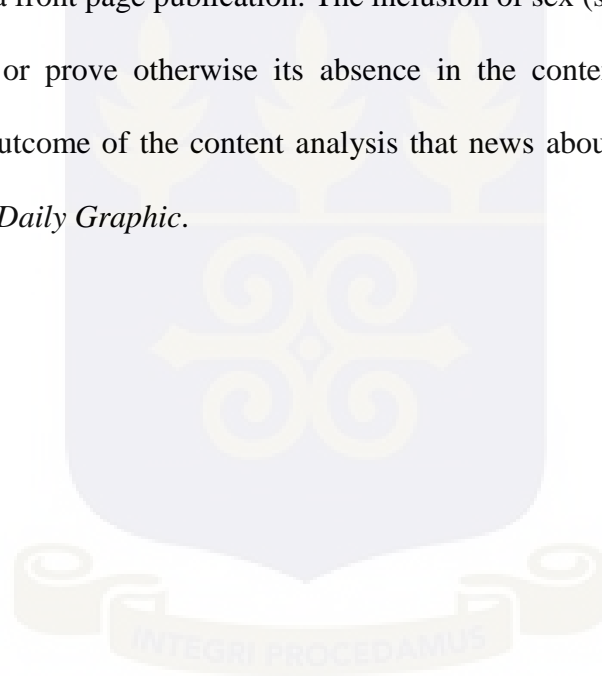 a front page publication. The inclusion of sex (s
or prove otherwise its absence in the conte
utcome of the content analysis that news abou
Daily Graphic.
INTEGRI PROCEDAMUS